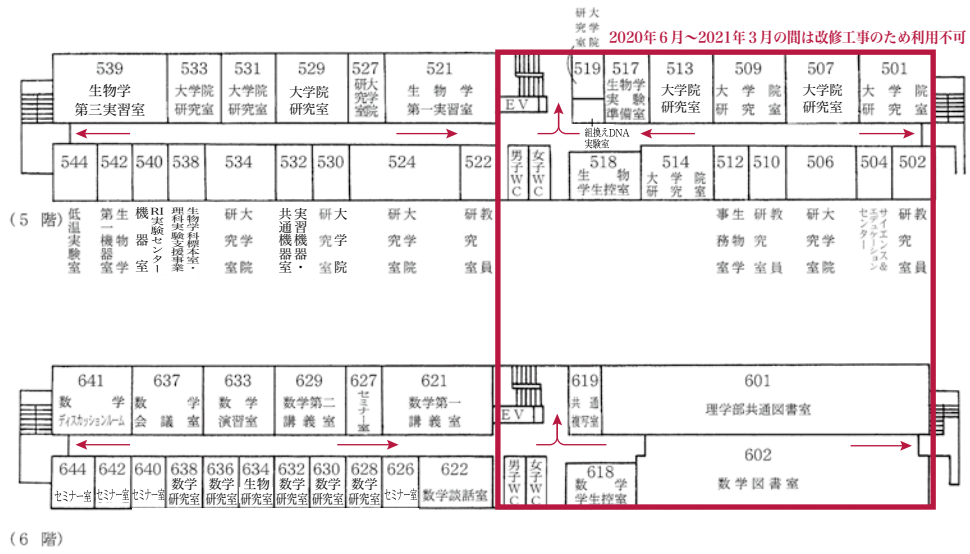 大学院
研究室
2020年6月～2021年3月の間は改修工事のため利用不可
539
生物学
第三実習室
533
大学院
研究室
531
大学院
研究室
529
大学院
研究室
527
大学院
研究室
521
生物学
第一実習室
EV
519
517
生物学
実験
準備室
513
大学院
研究室
509
大学院
研究室
507
大学院
研究室
501
大学院
研究室
組換えDNA
実験室
544
542
540
538
534
532
530
524
522
男子WC
女子WC
518
生物
学生控室
514
大学院
研究室
512
510
506
504
502
(5 階)
低温実験室
生物学
第一機器室
RI実験センター
機器室
生物学科標本室・
理科実験支援事業
大学院
研究室
実習機器・
共通機器室
大学院
研究室
大学院
研究室
教員
研究室
生物学
事務室
教員
研究室
大学院
研究室
サイエンス&
エデュケーション
センター
教員
研究室
641
数学
ディスカッションルーム
637
数学
会議室
633
数学
演習室
629
数学第二
講義室
627
セミナー室
621
数学第一
講義室
EV
619
共通
複写室
601
理学部共通図書室
644
セミナー室
642
セミナー室
640
セミナー室
638
数学
研究室
636
数学
研究室
634
生物
研究室
632
数学
研究室
630
数学
研究室
628
数学
研究室
626
セミナー室
622
数学談話室
男子WC
女子WC
618
数学
学生控室
602
数学図書室
(6 階)